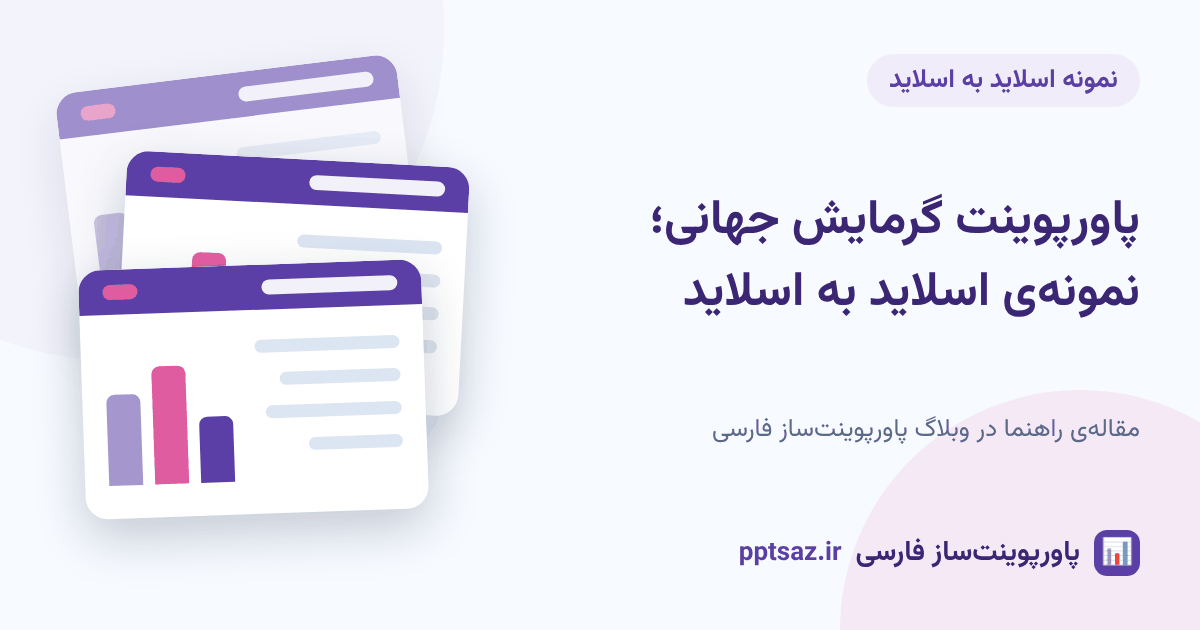 نمونه اسلاید به اسلاید
پاورپوینت گرمایش جهانی؛
نمونه‌ی اسلاید به اسلاید
مقاله‌ی راهنما در وبلاگ پاورپوینت‌ساز فارسی
پاورپوینت‌ساز فارسی pptsaz.ir